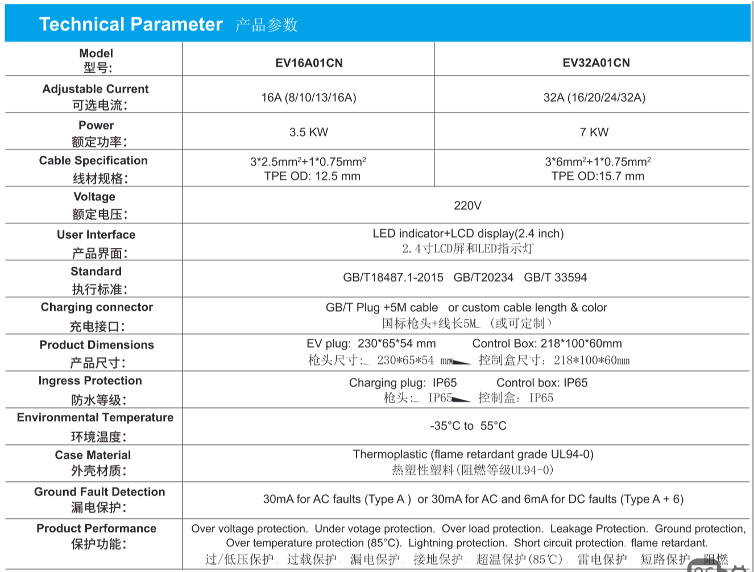 Technical Parameter 产品参数
Model
型号:
EV16A01CN
EV32A01CN
Adjustable Current
可选电流:
16A (8/10/13/16A)
32A (16/20/24/32A)
Power
额定功率:
3.5 KW
7 KW
Cable Specification
线材规格:
3*2.5mm²+1*0.75mm²
TPE OD: 12.5 mm
3*6mm²+1*0.75mm²
TPE OD:15.7 mm
Voltage
额定电压:
220V
User Interface
产品界面:
LED indicator+LCD display(2.4 inch)
2.4寸LCD屏和LED指示灯
Standard
执行标准:
GB/T18487.1-2015 GB/T20234 GB/T 33594
Charging connector
充电接口:
GB/T Plug +5M cable or custom cable length & color
国标枪头+线长5M (或可定制)
Product Dimensions
产品尺寸:
EV plug: 230*65*54 mm Control Box: 218*100*60mm
枪头尺寸: 230*65*54 mm 控制盒尺寸: 218*100*60mm
Ingress Protection
防水等级:
Charging plug: IP65 Control box: IP65
枪头: IP65 控制盒: IP65
Environmental Temperature
环境温度:
-35°C to 55°C
Case Material
外壳材质:
Thermoplastic (flame retardant grade UL94-0)
热塑性塑料(阻燃等级UL94-0)
Ground Fault Detection
漏电保护:
30mA for AC faults (Type A ) or 30mA for AC and 6mA for DC faults (Type A + 6)
Product Performance
保护功能:
Over voltage protection. Under votage protection. Over load protection. Leakage Protection. Ground protection,
Over temperature protection (85°C). Lightning protection. Short circuit protection. flame retardant.
过/低压保护 过载保护 漏电保护 接地保护 超温保护(85℃) 雷电保护 短路保护 阻燃